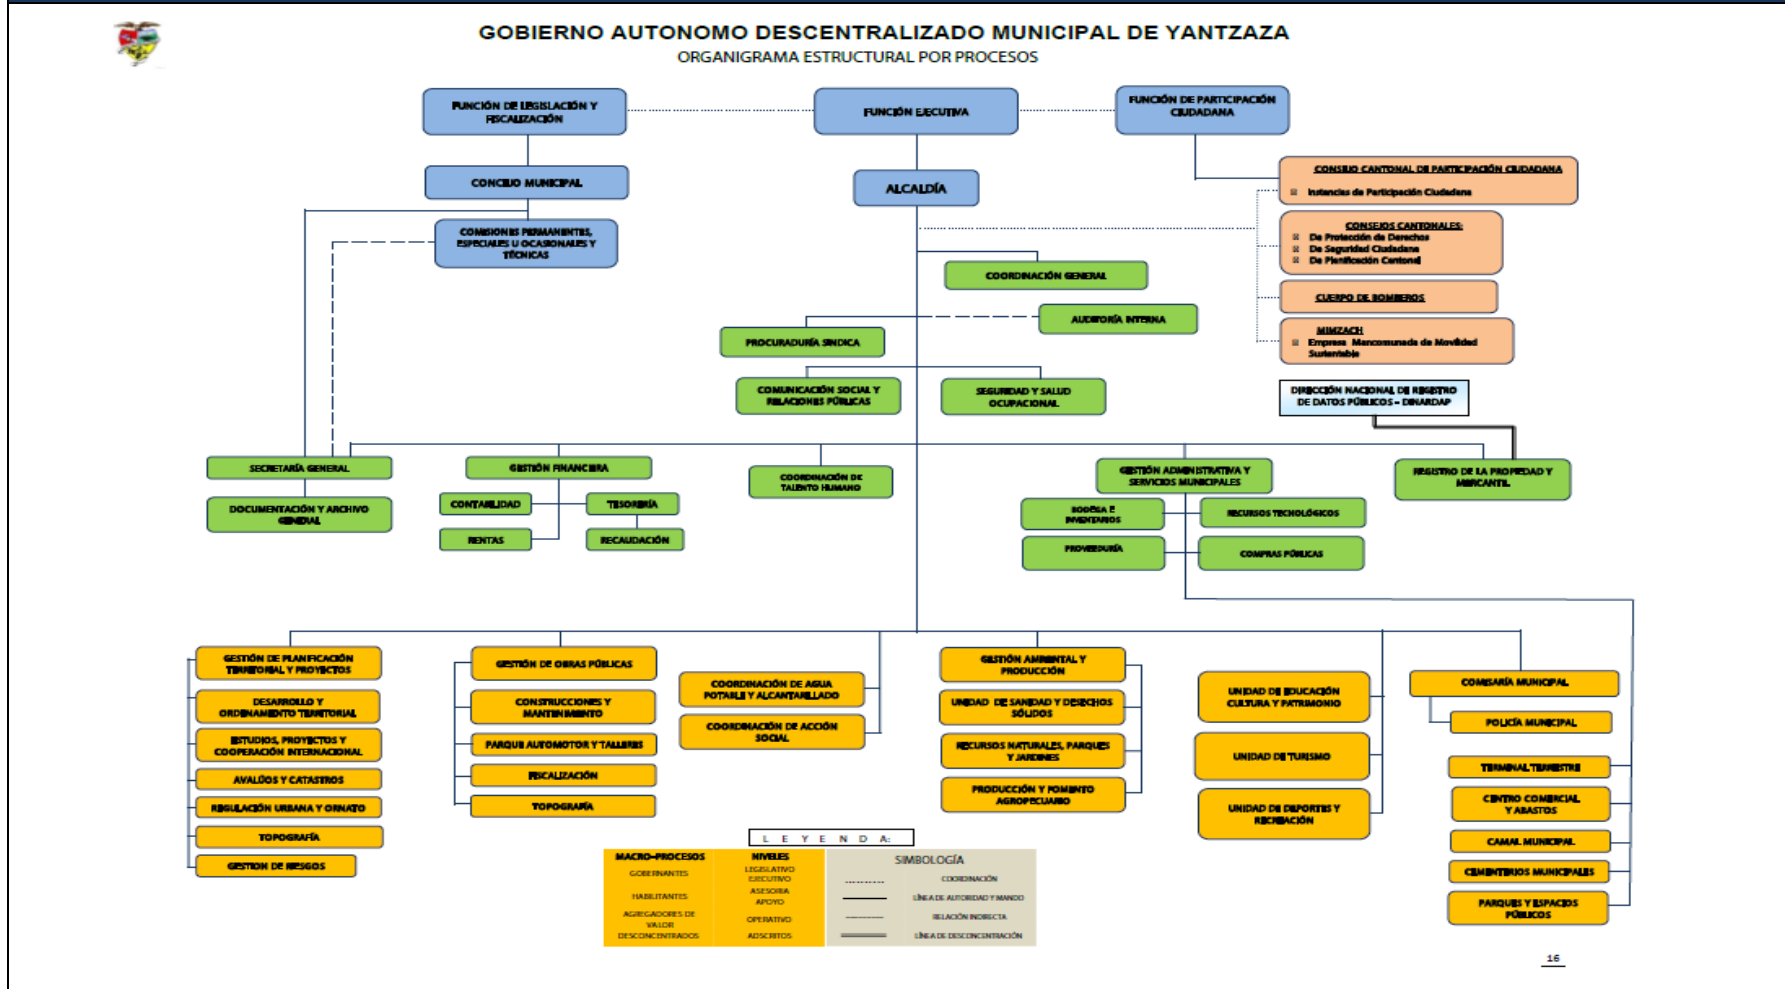 GOBIERNO AUTONOMO DESCENTRALIZADO MUNICIPAL DE YANTZAZA
ORGANIGRAMA ESTRUCTURAL POR PROCESOS
FUNCIÓN DE LEGISLACIÓN Y
FISCALIZACIÓN
FUNCIÓN EJECUTIVA
FUNCIÓN DE PARTICIPACIÓN
CIUDADANA
CONCEJO MUNICIPAL
ALCALDÍA
CONSEJO CANTONAL DE PARTICIPACIÓN CIUDADANA
Instancias de Participación Ciudadana
COMISIONES PERMANENTES,
ESPECIALES U OCASIONALES Y
TÉCNICAS
CONSEJOS CANTONALES:
De Protección de Derechos
De Seguridad Ciudadana
De Planificación Cantonal
COORDINACIÓN GENERAL
CUERPO DE BOMBEROS
AUDITORÍA INTERNA
PROCURADURÍA SINDICA
MIMZACH
Empresa Mancomunada de Movilidad
Sustentable
COMUNICACIÓN SOCIAL Y
RELACIONES PÚBLICAS
SEGURIDAD Y SALUD
OCUPACIONAL
DIRECCIÓN NACIONAL DE REGISTRO
DE DATOS PÚBLICOS – DINARDAP
SECRETARÍA GENERAL
GESTIÓN FINANCIERA
COORDINACIÓN DE
TALENTO HUMANO
GESTIÓN ADMINISTRATIVA Y
SERVICIOS MUNICIPALES
REGISTRO DE LA PROPIEDAD Y
MERCANTIL
DOCUMENTACIÓN Y ARCHIVO
GENERAL
CONTABILIDAD
TESORERÍA
RENTAS
RECAUDACIÓN
BODEGA E
INVENTARIOS
RECURSOS TECNOLÓGICOS
PROVEEDURÍA
COMPRAS PÚBLICAS
GESTIÓN DE PLANIFICACIÓN
TERRITORIAL Y PROYECTOS
DESARROLLO Y
ORDENAMIENTO TERRITORIAL
ESTUDIOS, PROYECTOS Y
COOPERACIÓN INTERNACIONAL
AVALÚOS Y CATASTROS
REGULACIÓN URBANA Y ORNATO
TOPOGRAFÍA
GESTION DE RIESGOS
GESTIÓN DE OBRAS PÚBLICAS
CONSTRUCCIONES Y
MANTENIMIENTO
PARQUE AUTOMOTOR Y TALLERES
FISCALIZACIÓN
TOPOGRAFÍA
COORDINACIÓN DE AGUA
POTABLE Y ALCANTARILLADO
COORDINACIÓN DE ACCIÓN
SOCIAL
GESTIÓN AMBIENTAL Y
PRODUCCIÓN
UNIDAD DE SANIDAD Y DESECHOS
SÓLIDOS
RECURSOS NATURALES, PARQUES
Y JARDINES
PRODUCCIÓN Y FOMENTO
AGROPECUARIO
UNIDAD DE EDUCACIÓN
CULTURA Y PATRIMONIO
UNIDAD DE TURISMO
UNIDAD DE DEPORTES Y
RECREACIÓN
COMISARÍA MUNICIPAL
POLICÍA MUNICIPAL
TERMINAL TERRESTRE
CENTRO COMERCIAL
Y ABASTOS
CAMAL MUNICIPAL
CEMENTERIOS MUNICIPALES
PARQUES Y ESPACIOS
PÚBLICOS
L E Y E N D A:
MACRO–PROCESOS NIVELES SIMBOLOGÍA
GOBERNANTES LEGISLATIVO
EJECUTIVO COORDINACIÓN
HABILITANTES ASESORIA
APOYO LÍNEA DE AUTORIDAD Y MANDO
AGREGADORES DE
VALOR OPERATIVO RELACIÓN INDIRECTA
DESCONCENTRADOS ADSCRITOS LÍNEA DE DESCONCENTRACIÓN
16